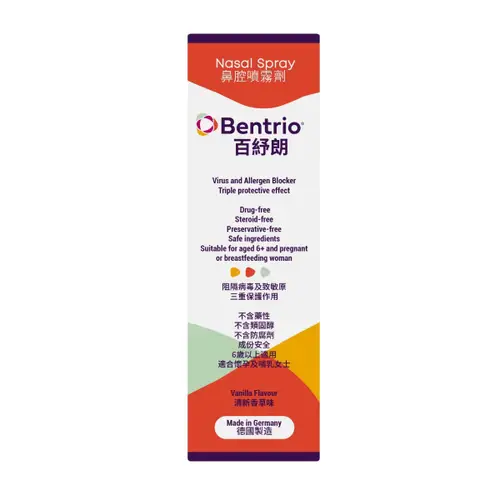 Nasal Spray
鼻腔噴霧劑
Bentrio®
百紓朗
Virus and Allergen Blocker
Triple protective effect
Drug-free
Steroid-free
Preservative-free
Safe ingredients
Suitable for aged 6+ and pregnant
or breastfeeding woman
阻隔病毒及致敏原
三重保護作用
不含藥性
不含類固醇
不含防腐劑
成份安全
6歲以上適用
適合懷孕及哺乳女士
Vanilla Flavour
清新香草味
Made in Germany
德國製造